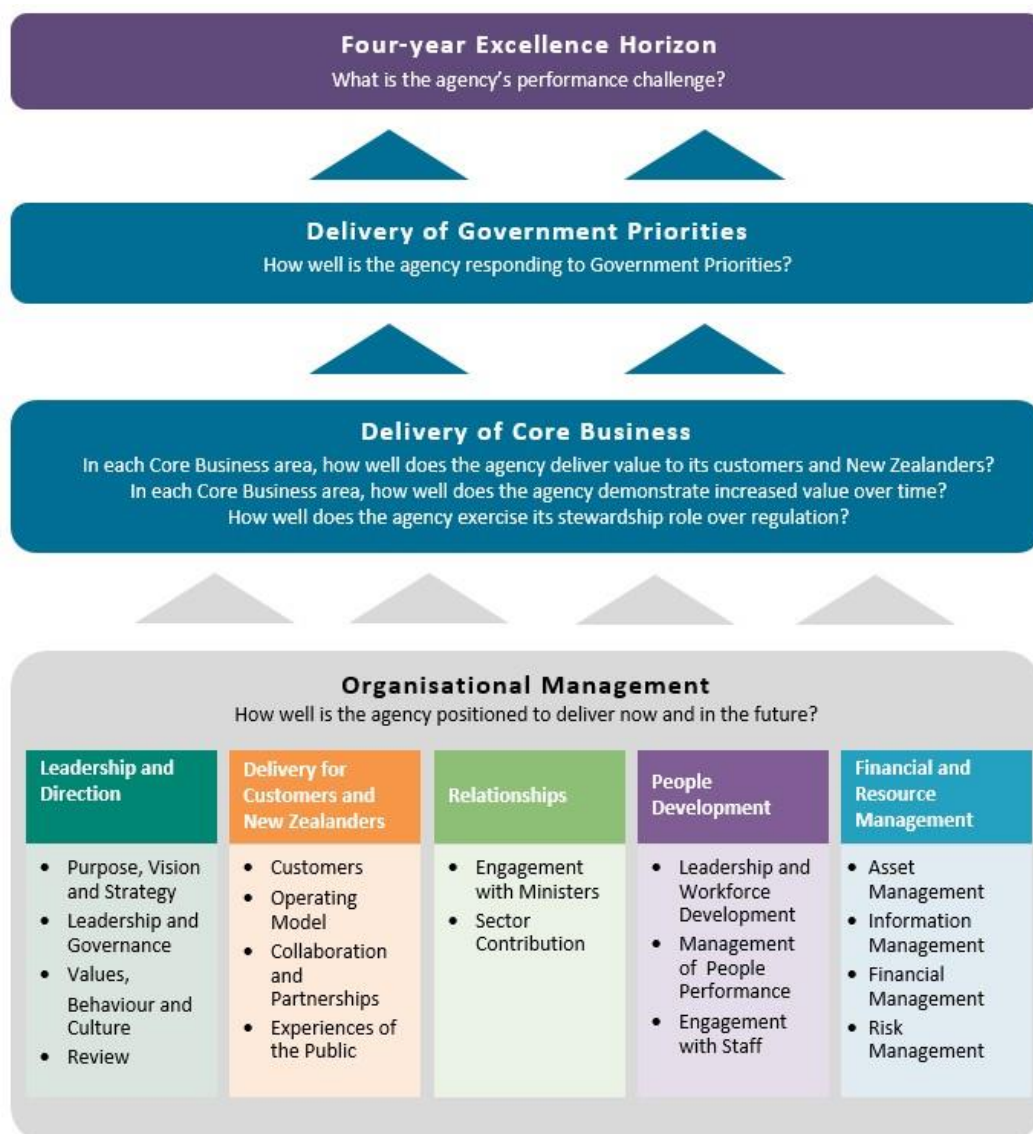 Four-year Excellence Horizon
What is the agency's performance challenge?
Delivery of Government Priorities
How well is the agency responding to Government Priorities?
Delivery of Core Business
In each Core Business area, how well does the agency deliver value to its customers and New Zealanders?
In each Core Business area, how well does the agency demonstrate increased value over time?
How well does the agency exercise its stewardship role over regulation?
Organisational Management
How well is the agency positioned to deliver now and in the future?
Leadership and
Direction
• Purpose, Vision
and Strategy
• Leadership and
Governance
• Values,
Behaviour and
Culture
• Review
Delivery for
Customers and
New Zealanders
• Customers
• Operating
Model
• Collaboration
and
Partnerships
• Experiences of
the Public
Relationships
• Engagement
with Ministers
• Sector
Contribution
People
Development
• Leadership and
Workforce
Development
• Management
of People
Performance
• Engagement
with Staff
Financial and
Resource
Management
• Asset
Management
• Information
Management
• Financial
Management
• Risk
Management